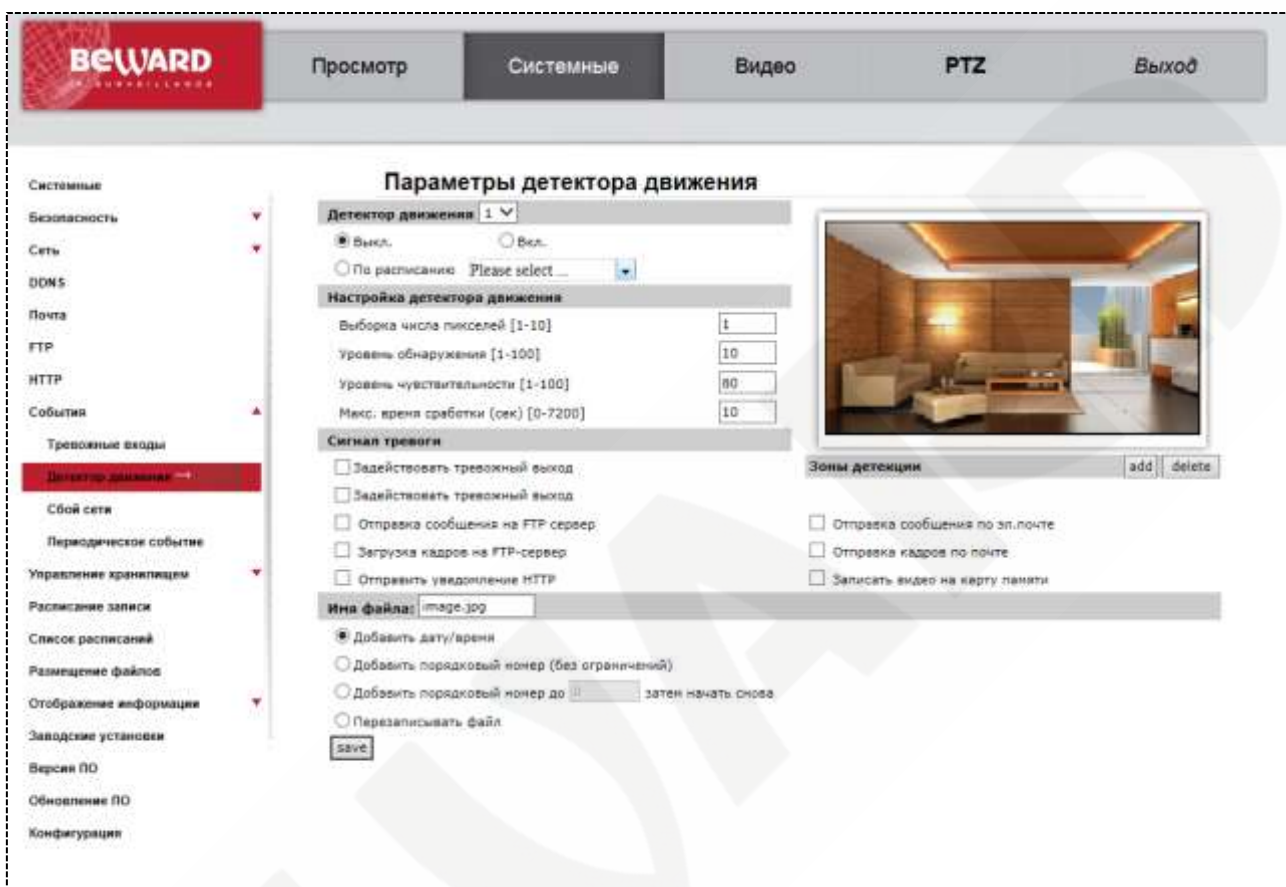 BEWARD
Просмотр
Системные
Видео
PTZ
Выход
Системные
Безопасность
Сеть
DDNS
Почта
FTP
HTTP
События
Тревожные входы
Детектор движения →
Сбой сети
Периодическое событие
Управление хранилищем
Расписание записи
Список расписаний
Размещение файлов
Отображение информации
Заводские установки
Версия ПО
Обновление ПО
Конфигурация
Параметры детектора движения
Детектор движения 1
Выкл. Вкл.
По расписанию Please select ...
Настройка детектора движения
Выборка числа пикселей [1-10] 1
Уровень обнаружения [1-100] 10
Уровень чувствительности [1-100] 80
Макс. время сработки (сек) [0-7200] 10
Сигнал тревоги
Зоны детекции add delete
Задействовать тревожный выход
Задействовать тревожный выход
Отправка сообщения на FTP сервер
Отправка сообщения по эл.почте
Загрузка кадров на FTP-сервер
Отправка кадров по почте
Отправить уведомление HTTP
Записать видео на карту памяти
Имя файла: image.jpg
Добавить дату/время
Добавить порядковый номер (без ограничений)
Добавить порядковый номер до 0 затем начать снова
Перезаписывать файл
save